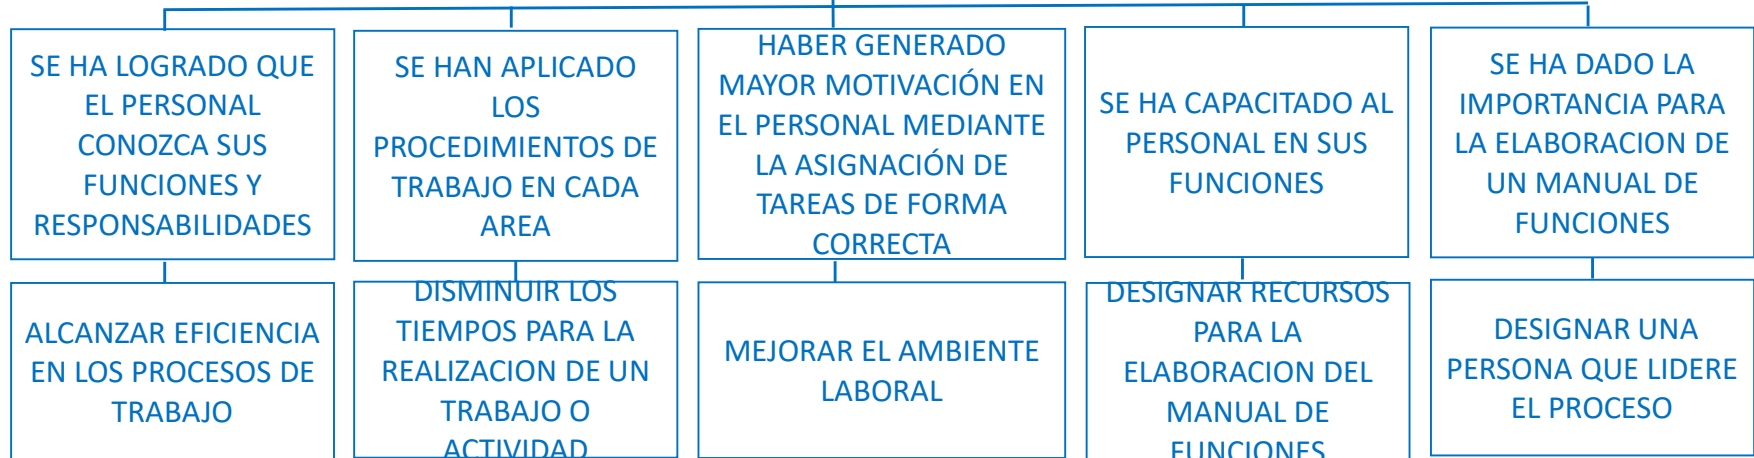 SE HA LOGRADO QUE
EL PERSONAL
CONOZCA SUS
FUNCIONES Y
RESPONSABILIDADES
SE HAN APLICADO
LOS
PROCEDIMIENTOS DE
TRABAJO EN CADA
AREA
HABER GENERADO
MAYOR MOTIVACIÓN EN
EL PERSONAL MEDIANTE
LA ASIGNACIÓN DE
TAREAS DE FORMA
CORRECTA
SE HA CAPACITADO AL
PERSONAL EN SUS
FUNCIONES
SE HA DADO LA
IMPORTANCIA PARA
LA ELABORACION DE
UN MANUAL DE
FUNCIONES
ALCANZAR EFICIENCIA
EN LOS PROCESOS DE
TRABAJO
DISMINUIR LOS
TIEMPOS PARA LA
REALIZACION DE UN
TRABAJO O
ACTIVIDAD
MEJORAR EL AMBIENTE
LABORAL
DESIGNAR RECURSOS
PARA LA
ELABORACION DEL
MANUAL DE
FUNCIONES
DESIGNAR UNA
PERSONA QUE LIDERE
EL PROCESO